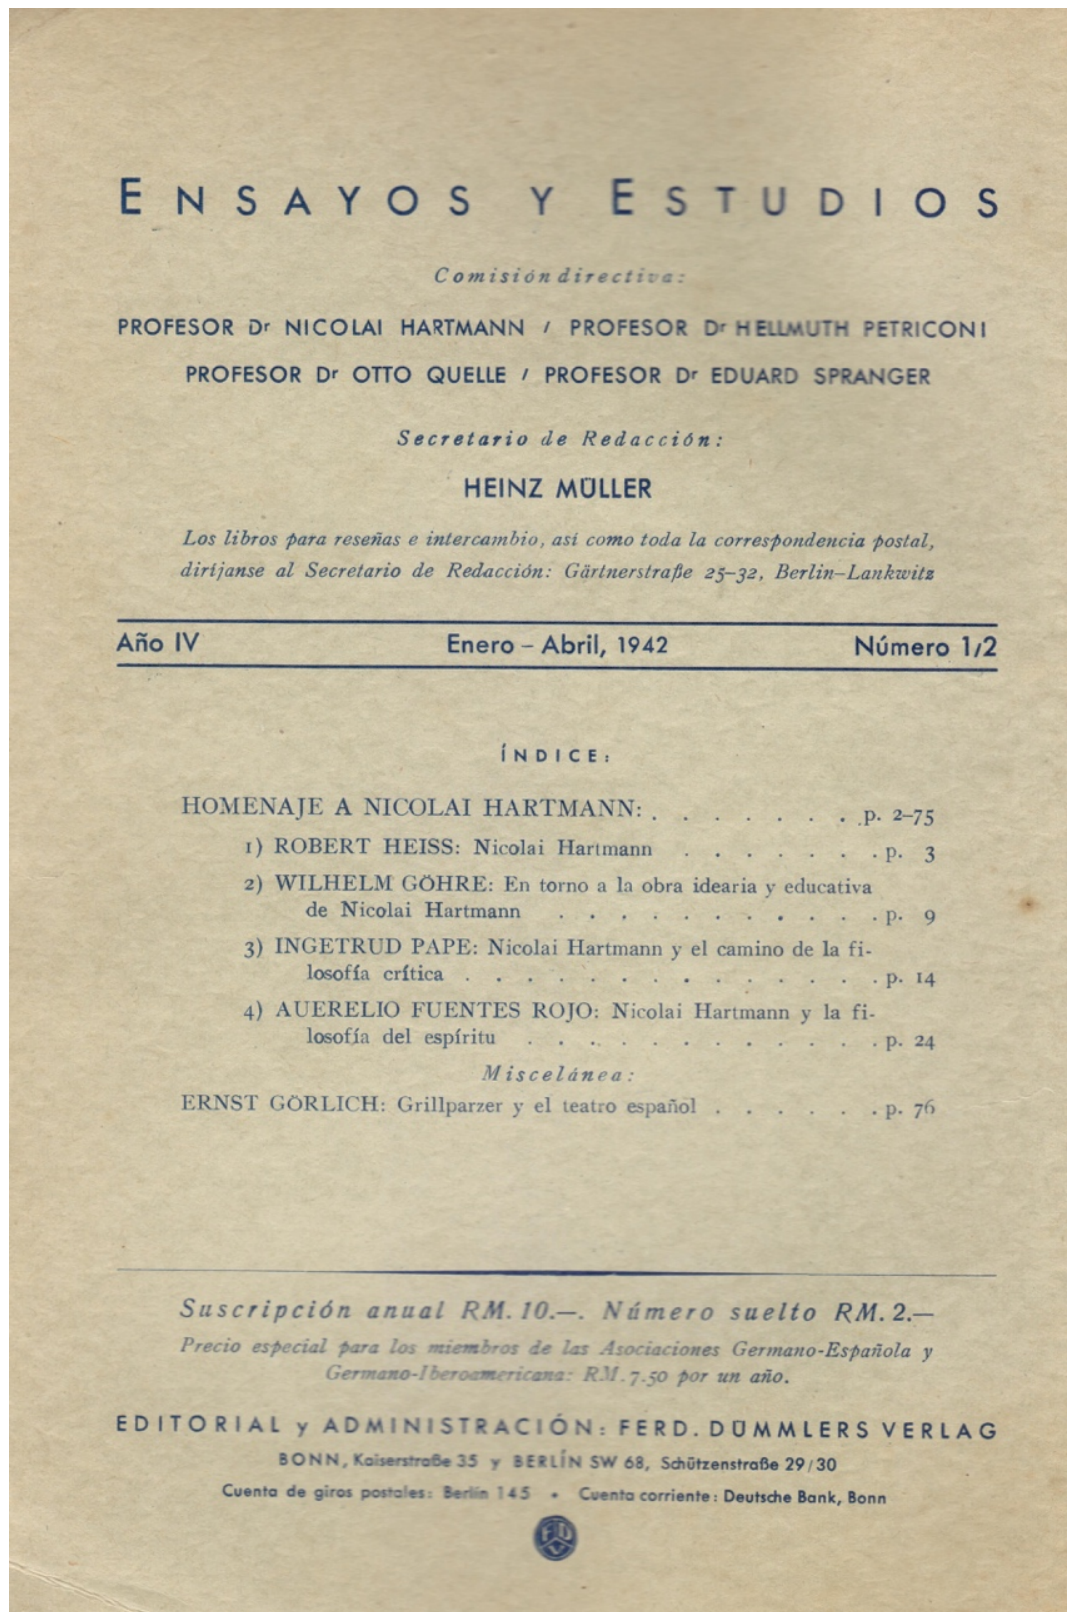 ENSAYOS Y ESTUDIOS
Comisión directiva:
PROFESOR Dr NICOLAI HARTMANN / PROFESOR Dr HELLMUTH PETRICONI
PROFESOR Dr OTTO QUELLE / PROFESOR Dr EDUARD SPRANGER
Secretario de Redacción:
HEINZ MÜLLER
Los libros para reseñas e intercambio, así como toda la correspondencia postal,
diríjanse al Secretario de Redacción: Gärtnerstraße 25–32, Berlin–Lankwitz
Año IV Enero – Abril, 1942 Número 1/2
ÍNDICE:
HOMENAJE A NICOLAI HARTMANN: . . . . . . . . p. 2–75
1) ROBERT HEISS: Nicolai Hartmann . . . . . . . p. 3
2) WILHELM GÖHRE: En torno a la obra idearia y educativa
de Nicolai Hartmann . . . . . . . . . . . p. 9
3) INGETRUD PAPE: Nicolai Hartmann y el camino de la fi-
losofía crítica . . . . . . . . . . . . . . p. 14
4) AUERELIO FUENTES ROJO: Nicolai Hartmann y la fi-
losofía del espíritu . . . . . . . . . . . . p. 24
Miscelánea:
ERNST GÖRLICH: Grillparzer y el teatro español . . . . . . p. 76
Suscripción anual RM. 10.—. Número suelto RM. 2.—
Precio especial para los miembros de las Asociaciones Germano-Española y
Germano-Iberoamericana: RM. 7.50 por un año.
EDITORIAL y ADMINISTRACIÓN: FERD. DÜMMLERS VERLAG
BONN, Kaiserstraße 35 y BERLÍN SW 68, Schützenstraße 29/30
Cuenta de giros postales: Berlín 145 • Cuenta corriente: Deutsche Bank, Bonn
FDV